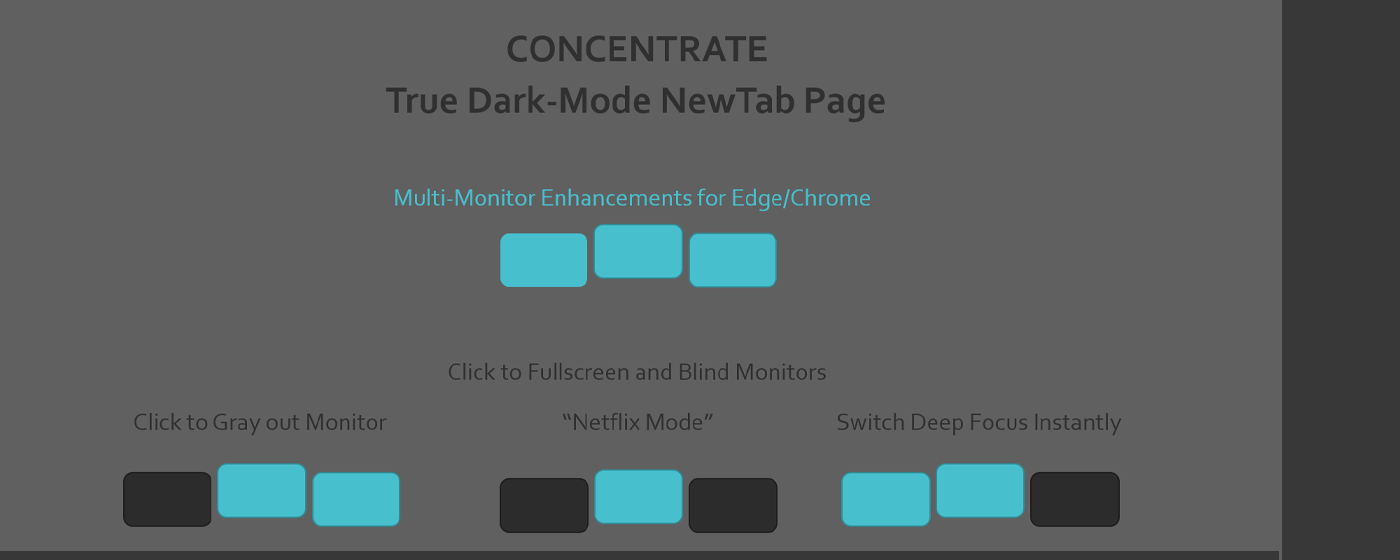 CONCENTRATE
True Dark-Mode NewTab Page
Multi-Monitor Enhancements for Edge/Chrome
Click to Fullscreen and Blind Monitors
Click to Gray out Monitor
“Netflix Mode”
Switch Deep Focus Instantly